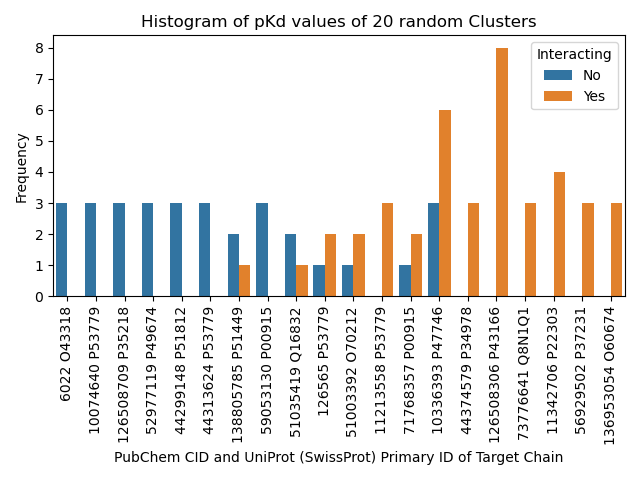 Histogram of pKd values of 20 random Clusters
Interacting
No
Yes
Frequency
8
7
6
5
4
3
2
1
0
6022 O43318
10074640 P53779
126508709 P35218
52977119 P49674
44299148 P51812
44313624 P53779
138805785 P51449
59053130 P00915
51035419 Q16832
126565 P53779
51003392 O70212
11213558 P53779
71768357 P00915
10336393 P47746
44374579 P34978
126508306 P43166
73776641 Q8N1Q1
11342706 P22303
56929502 P37231
136953054 O60674
PubChem CID and UniProt (SwissProt) Primary ID of Target Chain